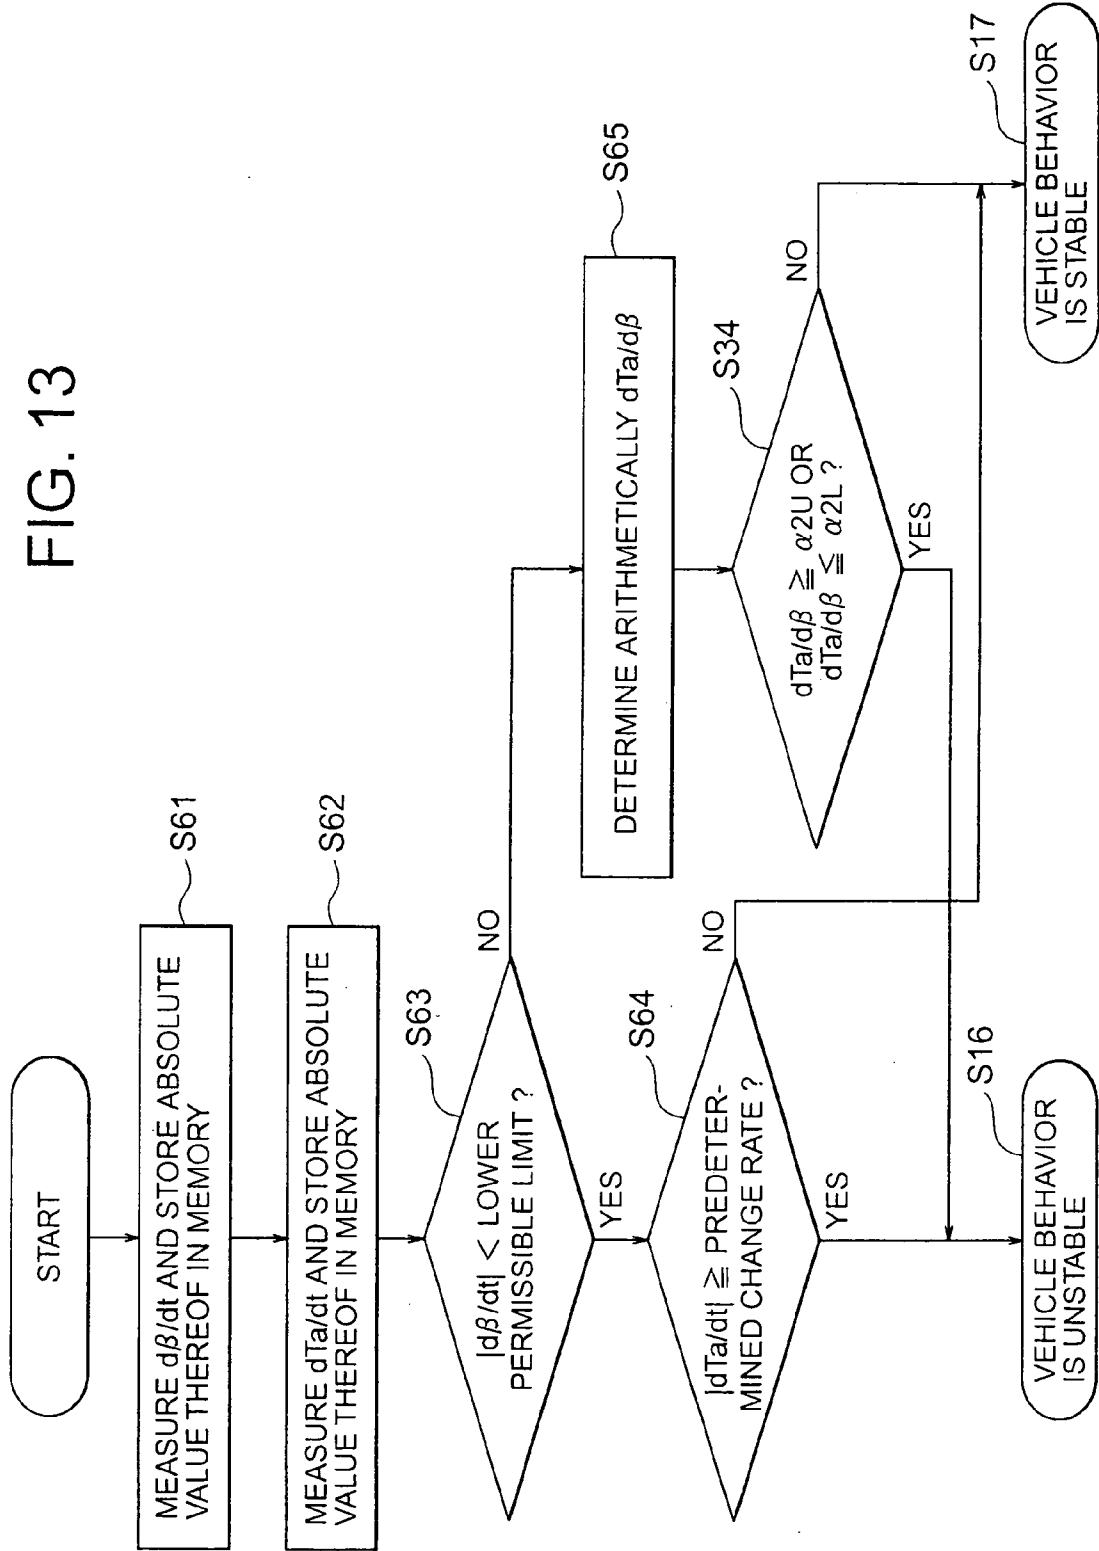 FIG. 13
START
MEASURE dβ/dt AND STORE ABSOLUTE
VALUE THEREOF IN MEMORY
S61
MEASURE dTa/dt AND STORE ABSOLUTE
VALUE THEREOF IN MEMORY
S62
|dβ/dt| < LOWER
PERMISSIBLE LIMIT ?
S63
NO
YES
|dTa/dt| ≧ PREDETER-
MINED CHANGE RATE ?
S64
NO
YES
DETERMINE ARITHMETICALLY dTa/dβ
S65
dTa/dβ ≧ α2U OR
dTa/dβ ≦ α2L ?
S34
NO
YES
VEHICLE BEHAVIOR
IS UNSTABLE
S16
VEHICLE BEHAVIOR
IS STABLE
S17